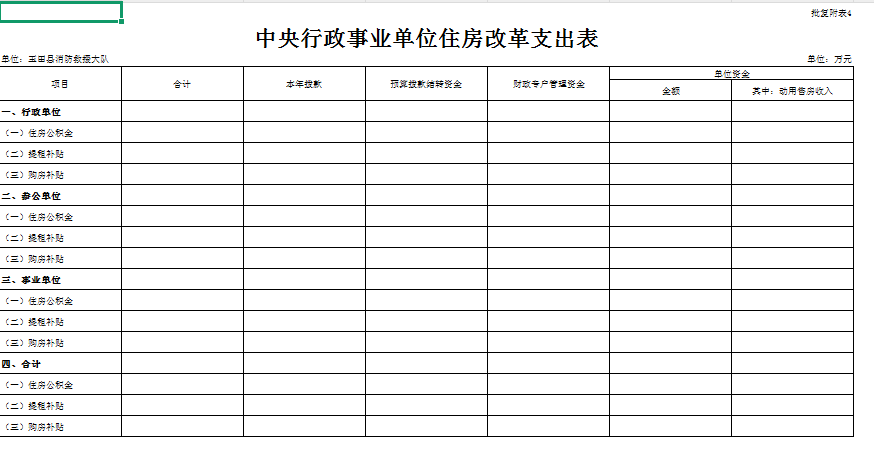 批复附表4
中央行政事业单位住房改革支出表
单位：玉田县消防救援大队 单位：万元
项目 合计 本年拨款 预算拨款结转资金 财政专户管理资金 单位资金
金额 其中：动用售房收入
一、行政单位
（一）住房公积金
（二）提租补贴
（三）购房补贴
二、参公单位
（一）住房公积金
（二）提租补贴
（三）购房补贴
三、事业单位
（一）住房公积金
（二）提租补贴
（三）购房补贴
四、合计
（一）住房公积金
（二）提租补贴
（三）购房补贴